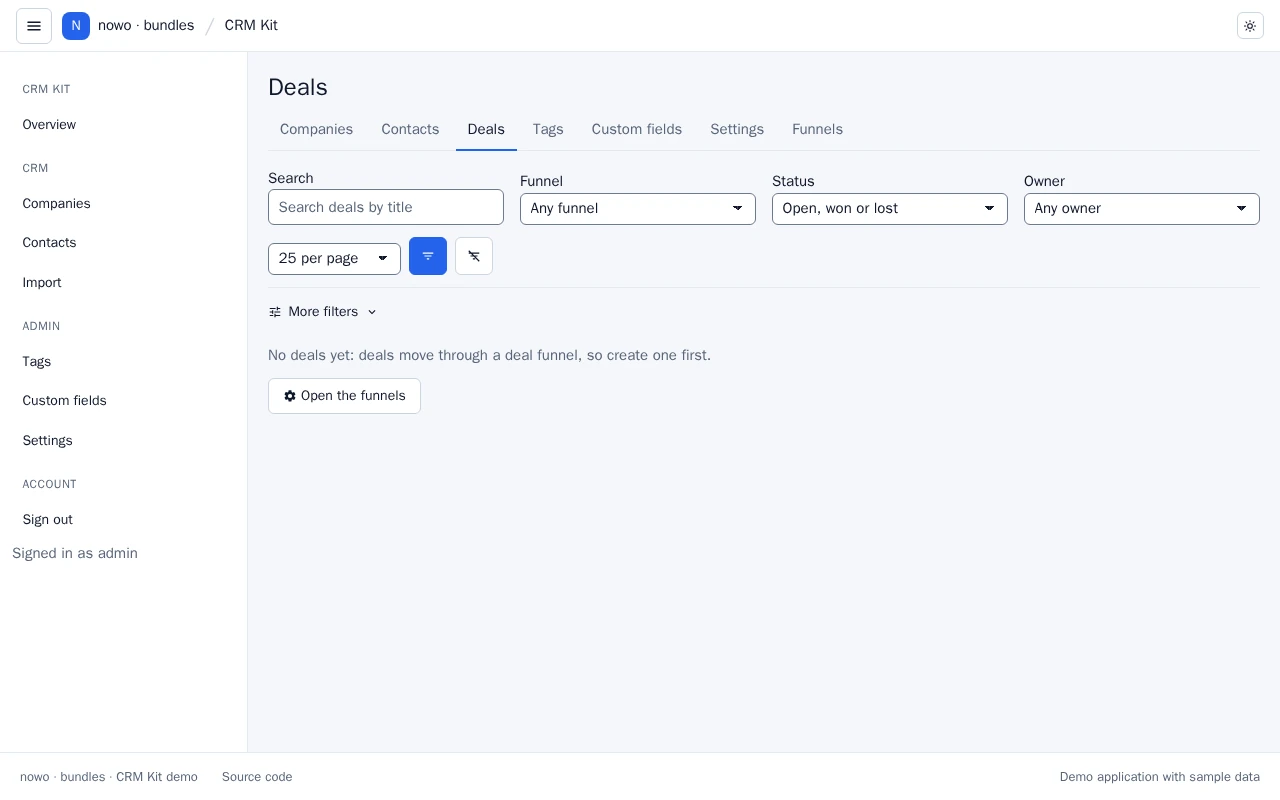 N nowo · bundles / CRM Kit
CRM KIT
Overview
CRM
Companies
Contacts
Import
ADMIN
Tags
Custom fields
Settings
ACCOUNT
Sign out
Signed in as admin
Deals
Companies Contacts Deals Tags Custom fields Settings Funnels
Search Funnel Status Owner
Search deals by title Any funnel Open, won or lost Any owner
25 per page
More filters
No deals yet: deals move through a deal funnel, so create one first.
Open the funnels
nowo · bundles · CRM Kit demo Source code Demo application with sample data